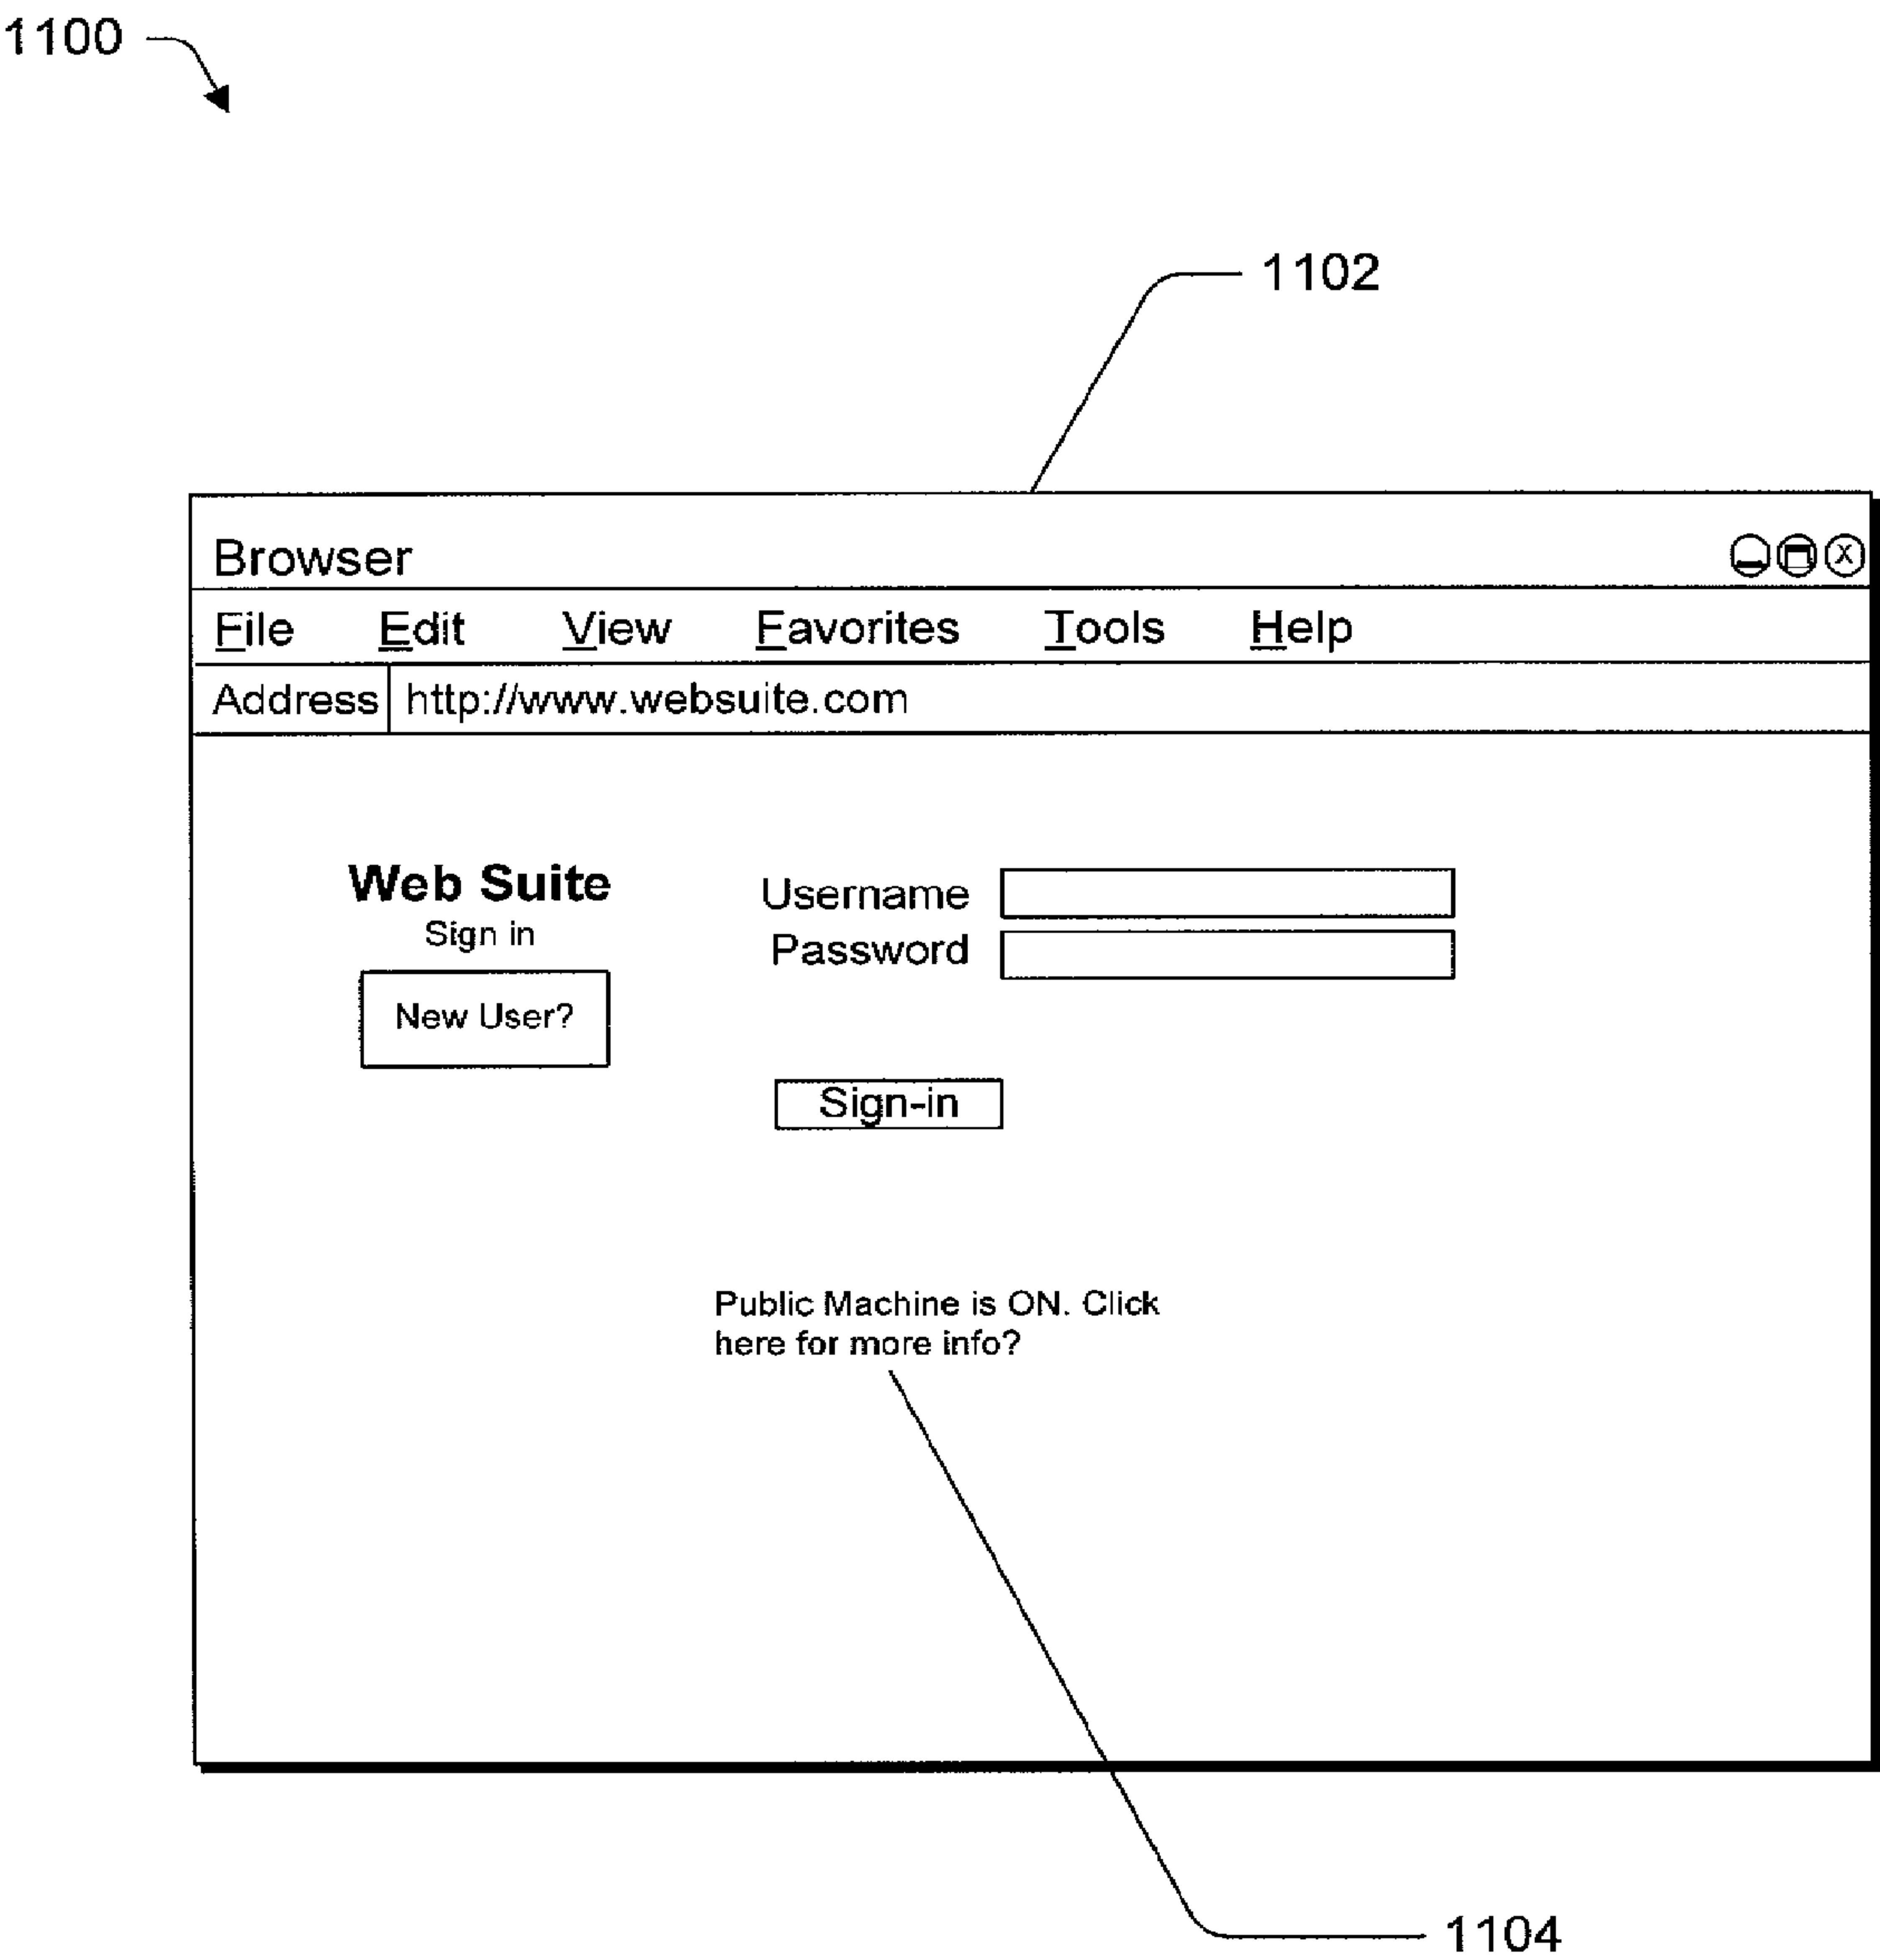 1100
1102
Browser
X
File Edit View Favorites Tools Help
Address http://www.websuite.com
Web Suite
Sign in
New User?
Username
Password
Sign-in
Public Machine is ON. Click
here for more info?
1104